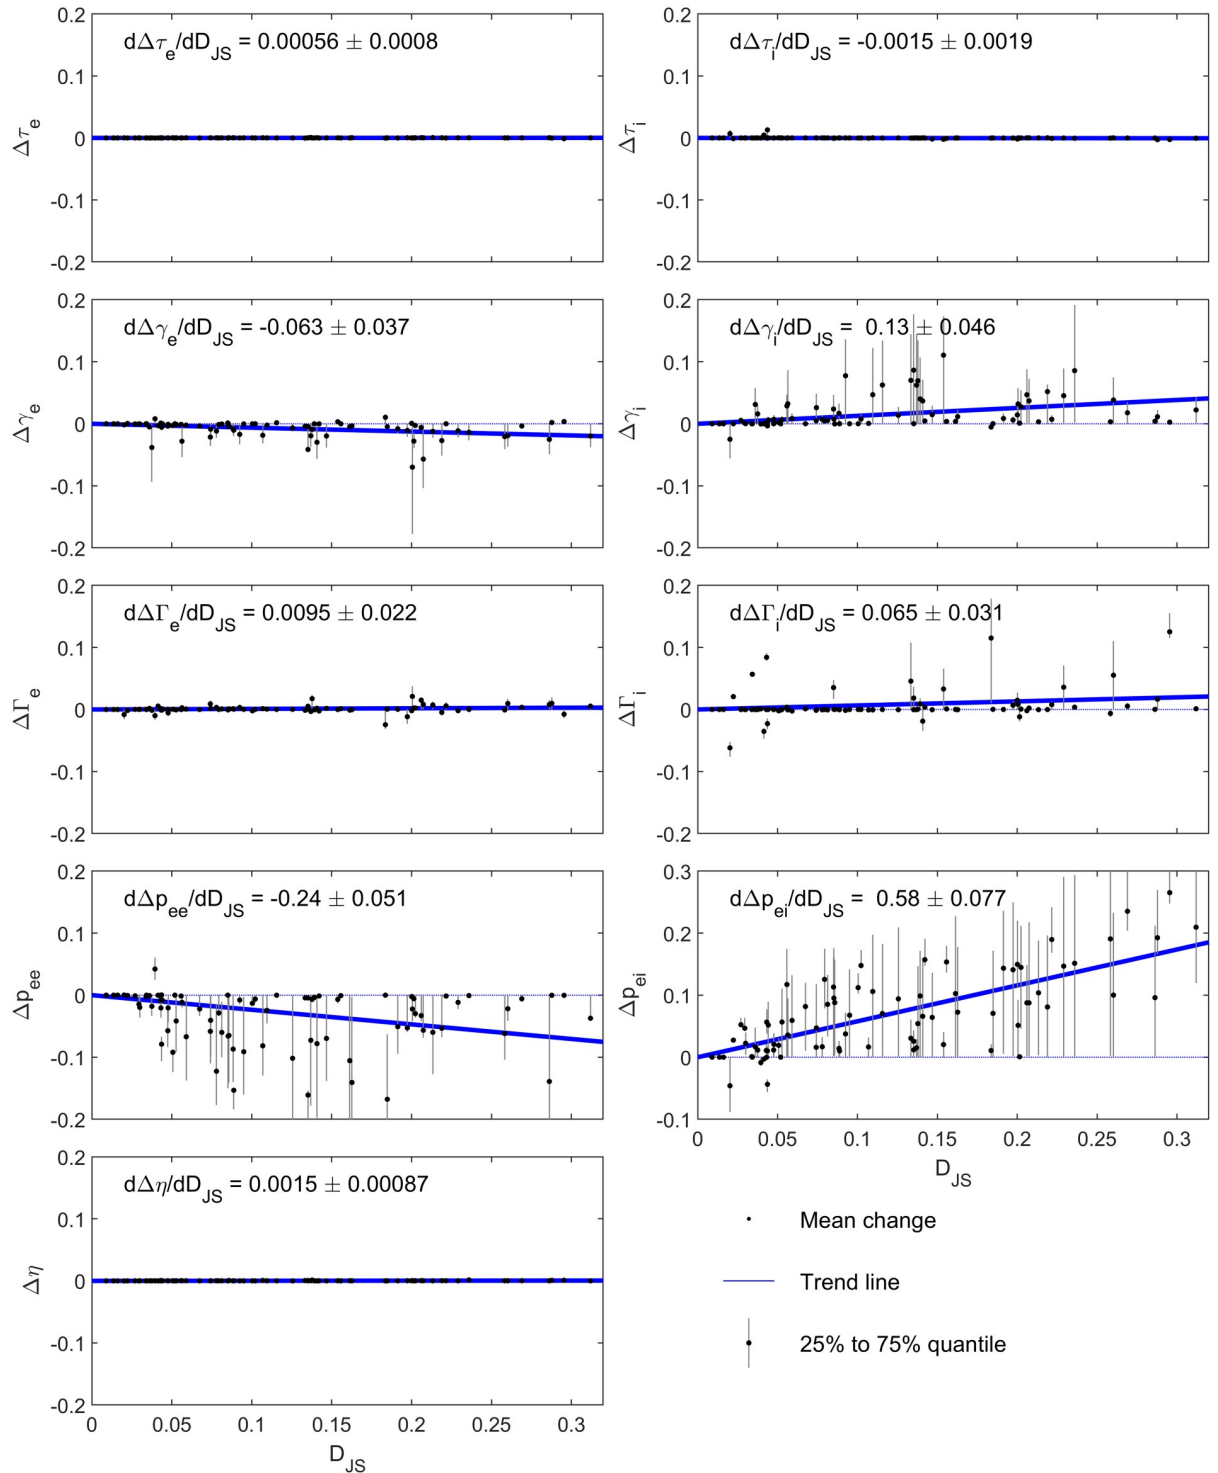 0.2
0.1
0
-0.1
-0.2
Δτe
dΔτe/dDJS = 0.00056 ± 0.0008
0.2
0.1
0
-0.1
-0.2
Δτi
dΔτi/dDJS = -0.0015 ± 0.0019
0.2
0.1
0
-0.1
-0.2
Δγe
dΔγe/dDJS = -0.063 ± 0.037
0.2
0.1
0
-0.1
-0.2
Δγi
dΔγi/dDJS = 0.13 ± 0.046
0.2
0.1
0
-0.1
-0.2
ΔΓe
dΔΓe/dDJS = 0.0095 ± 0.022
0.2
0.1
0
-0.1
-0.2
ΔΓi
dΔΓi/dDJS = 0.065 ± 0.031
0.2
0.1
0
-0.1
-0.2
Δpee
dΔpee/dDJS = -0.24 ± 0.051
0.3
0.2
0.1
0
-0.1
Δpei
dΔpei/dDJS = 0.58 ± 0.077
0 0.05 0.1 0.15 0.2 0.25 0.3
DJS
0.2
0.1
0
-0.1
-0.2
Δη
dΔη/dDJS = 0.0015 ± 0.00087
0 0.05 0.1 0.15 0.2 0.25 0.3
DJS
Mean change
Trend line
25% to 75% quantile